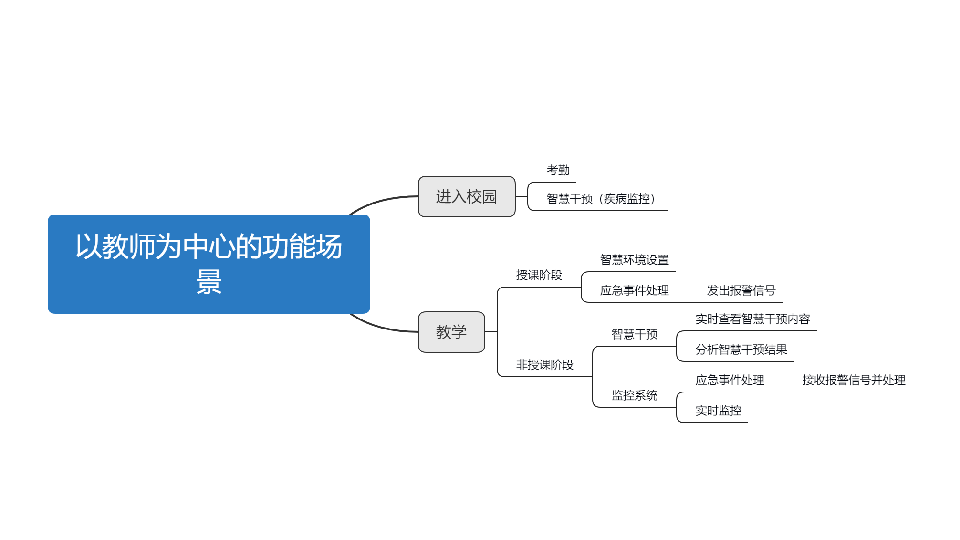 以教师为中心的功能场
景
进入校园
考勤
智慧干预（疾病监控）
教学
授课阶段
智慧环境设置
应急事件处理
发出报警信号
非授课阶段
智慧干预
实时查看智慧干预内容
分析智慧干预结果
监控系统
应急事件处理
接收报警信号并处理
实时监控